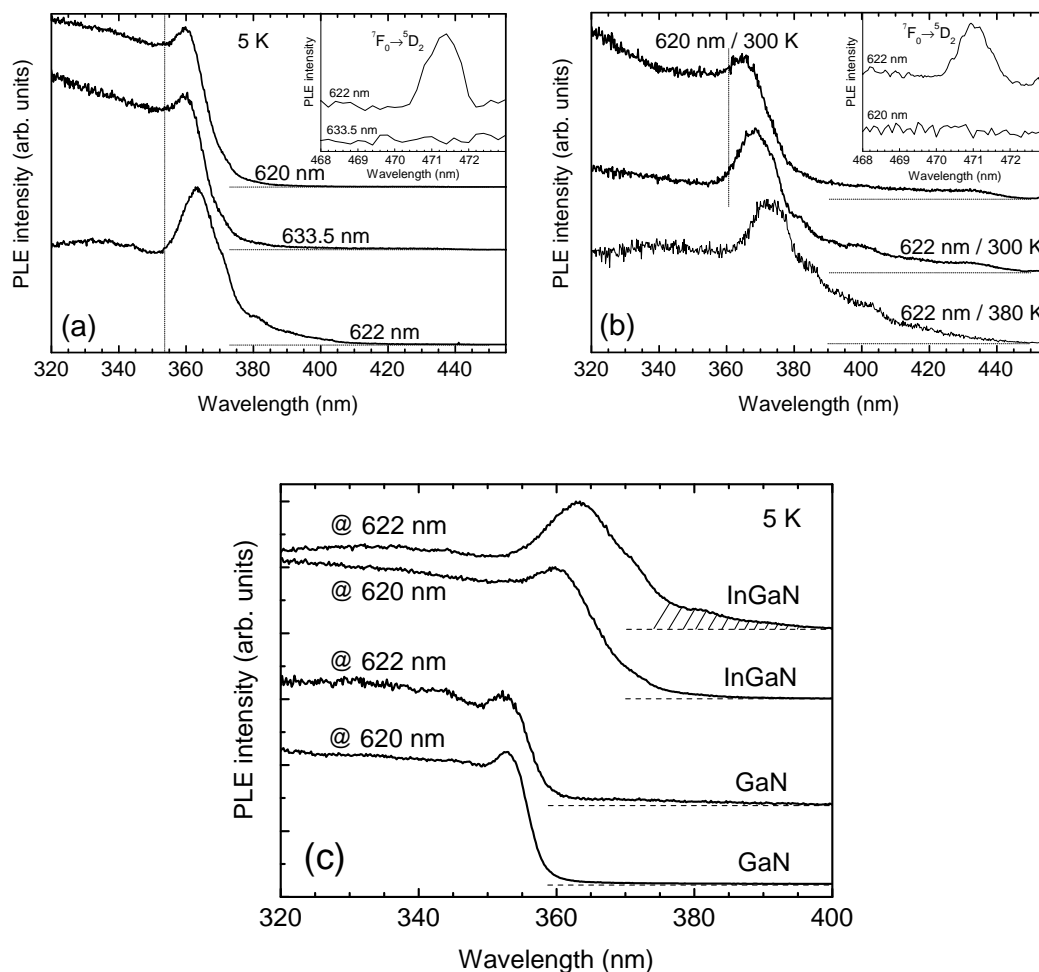 PLE intensity (arb. units)
5 K
620 nm
633.5 nm
622 nm
(a)
320 340 360 380 400 420 440
Wavelength (nm)
PLE intensity
⁷F₀→⁵D₂
622 nm
633.5 nm
468 469 470 471 472
Wavelength (nm)
PLE intensity (arb. units)
620 nm / 300 K
622 nm / 300 K
622 nm / 380 K
(b)
320 340 360 380 400 420 440
Wavelength (nm)
PLE intensity
⁷F₀→⁵D₂
622 nm
620 nm
468 469 470 471 472
Wavelength (nm)
PLE intensity (arb. units)
5 K
@ 622 nm
InGaN
@ 620 nm
InGaN
@ 622 nm
GaN
@ 620 nm
GaN
(c)
320 340 360 380 400
Wavelength (nm)